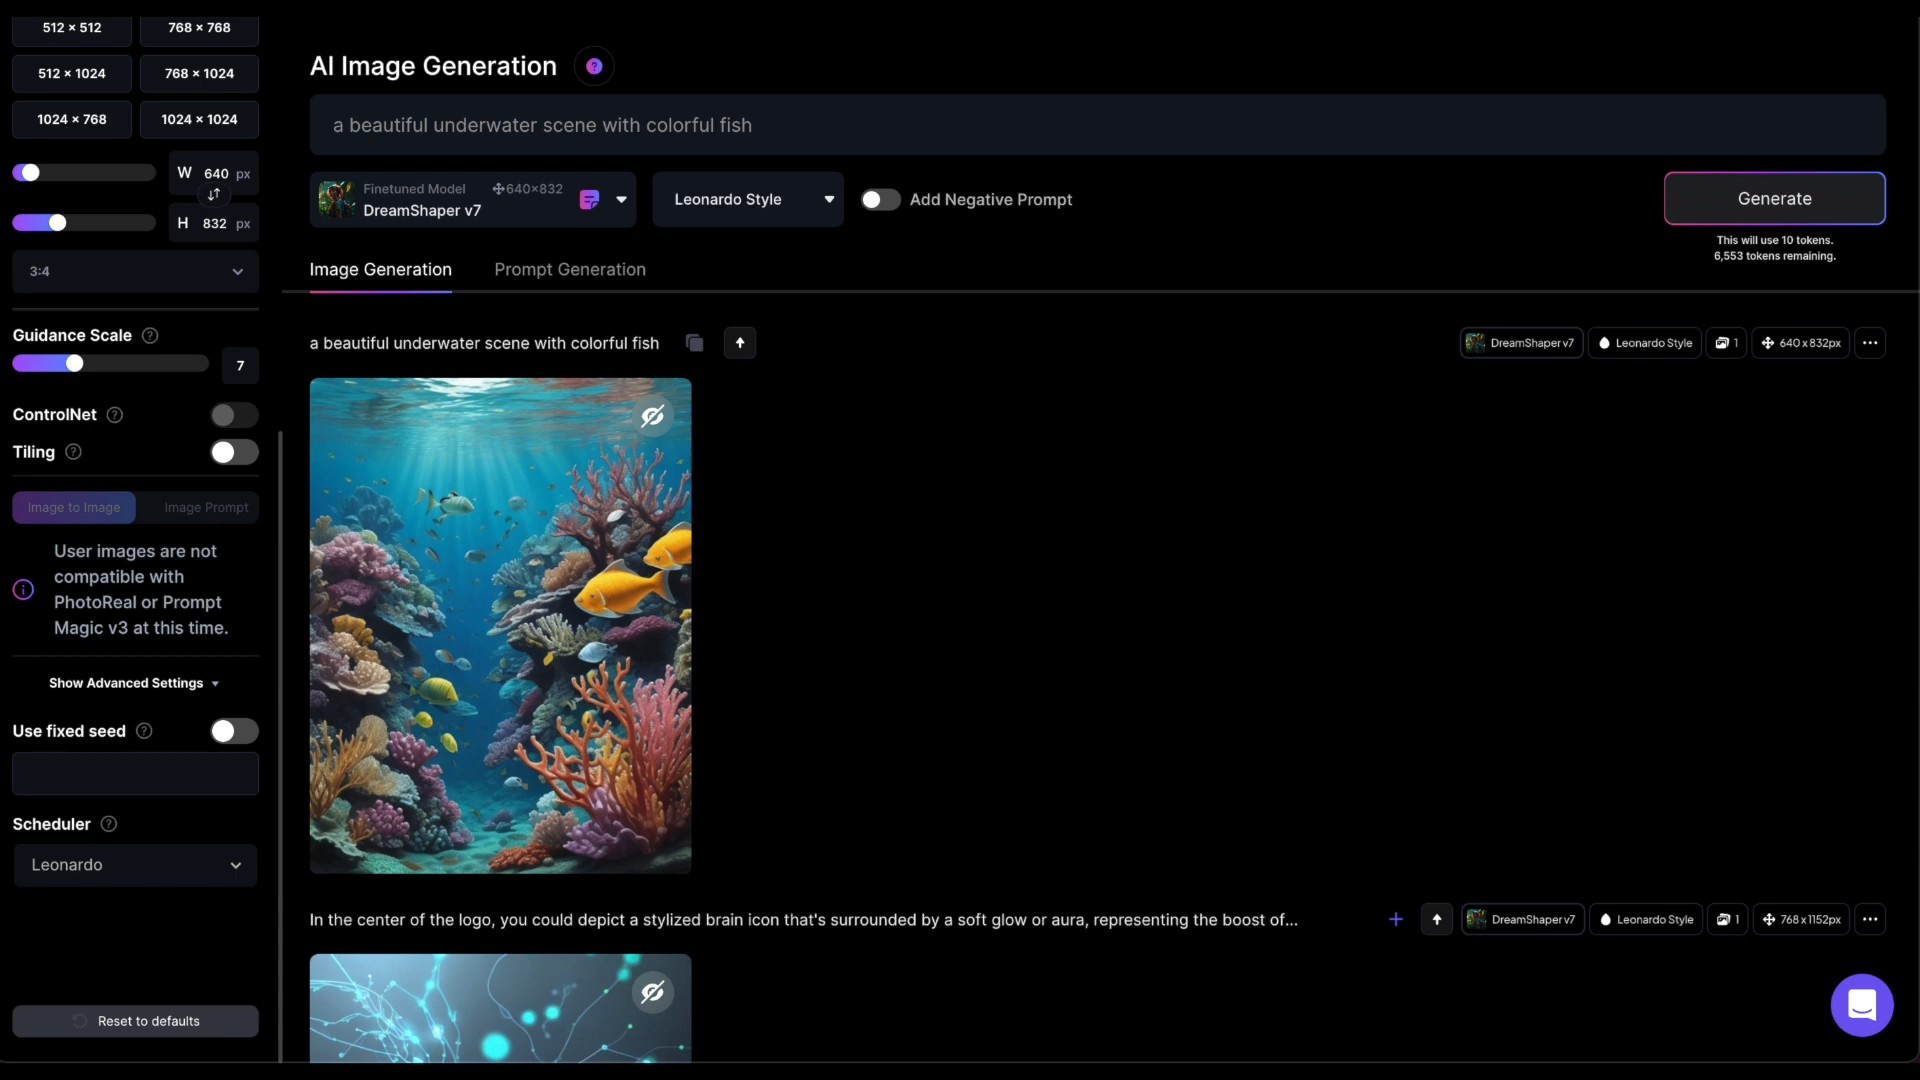 512 × 512
768 × 768
512 × 1024
768 × 1024
1024 × 768
1024 × 1024
W 640 px
H 832 px
3:4
Guidance Scale ?
7
ControlNet ?
Tiling ?
Image to Image
Image Prompt
User images are not
compatible with
PhotoReal or Prompt
Magic v3 at this time.
Show Advanced Settings
Use fixed seed ?
Scheduler ?
Leonardo
Reset to defaults
AI Image Generation ?
a beautiful underwater scene with colorful fish
Finetuned Model 640×832
DreamShaper v7
Leonardo Style
Add Negative Prompt
Generate
This will use 10 tokens.
6,553 tokens remaining.
Image Generation
Prompt Generation
a beautiful underwater scene with colorful fish
DreamShaper v7
Leonardo Style
1
640 x 832px
In the center of the logo, you could depict a stylized brain icon that's surrounded by a soft glow or aura, representing the boost of...
DreamShaper v7
Leonardo Style
1
768 x 1152px